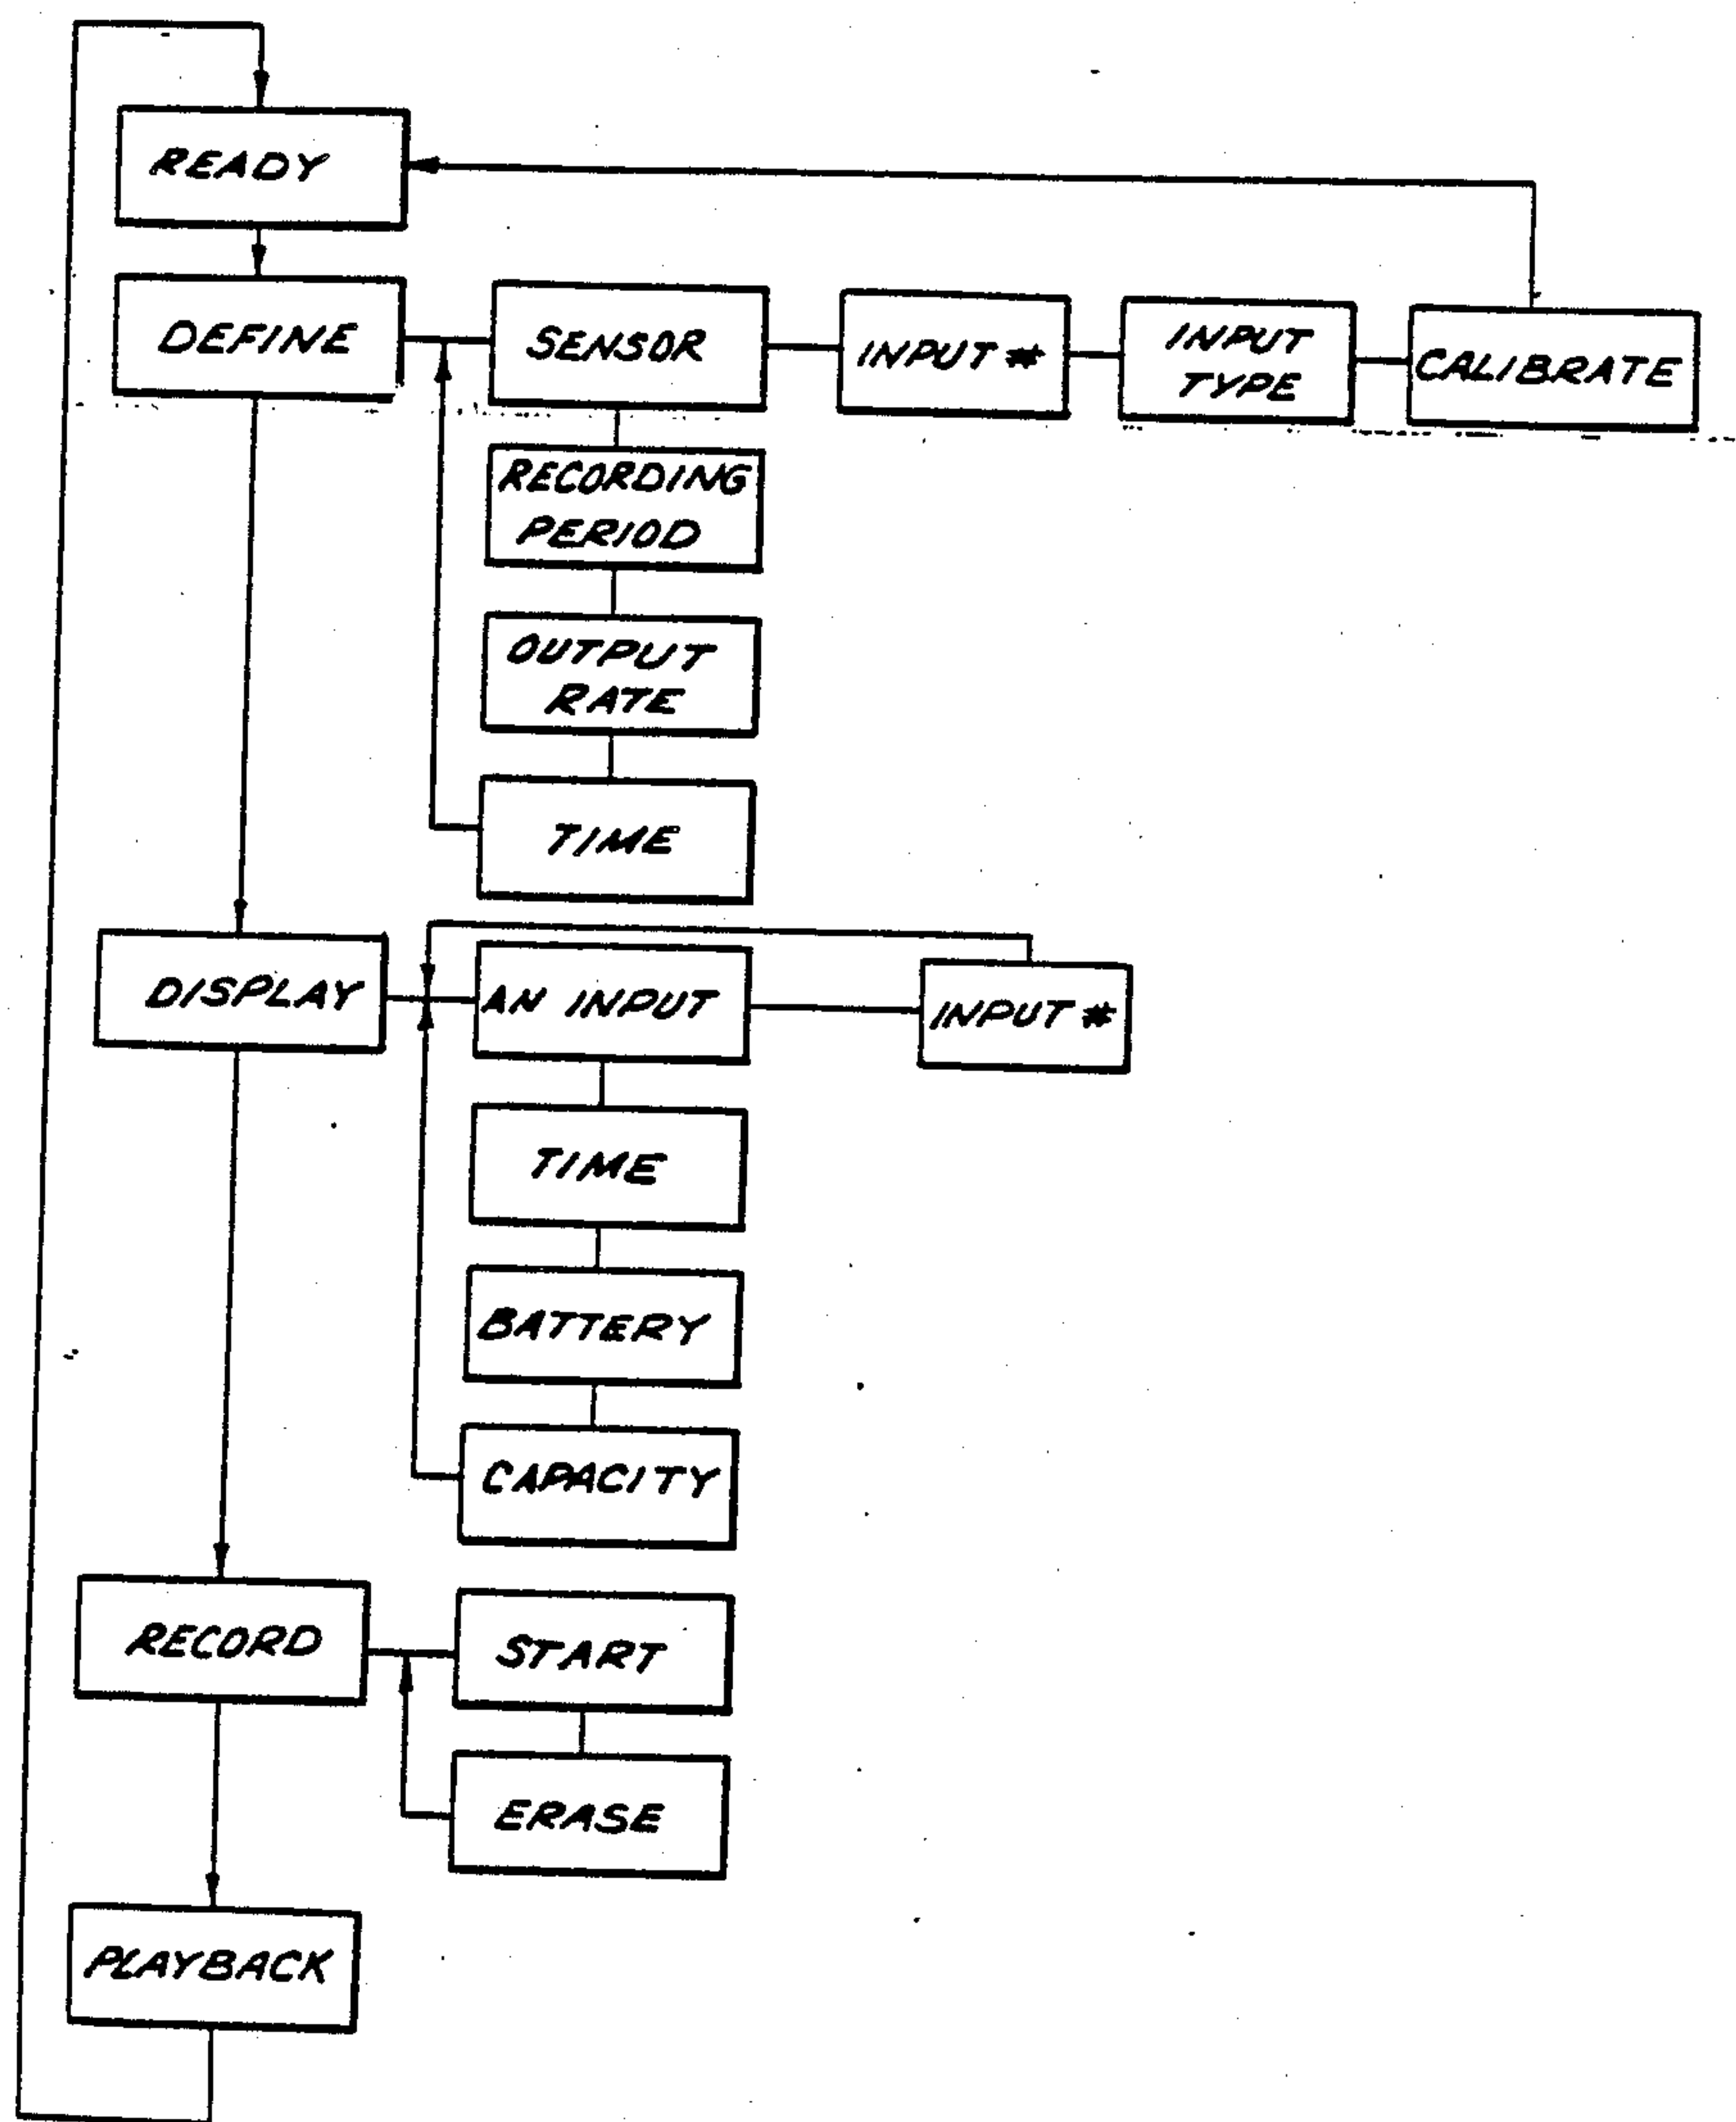 READY
DEFINE
SENSOR
INPUT #
INPUT
TYPE
CALIBRATE
RECORDING
PERIOD
OUTPUT
RATE
TIME
DISPLAY
AN INPUT
INPUT #
TIME
BATTERY
CAPACITY
RECORD
START
ERASE
PLAYBACK